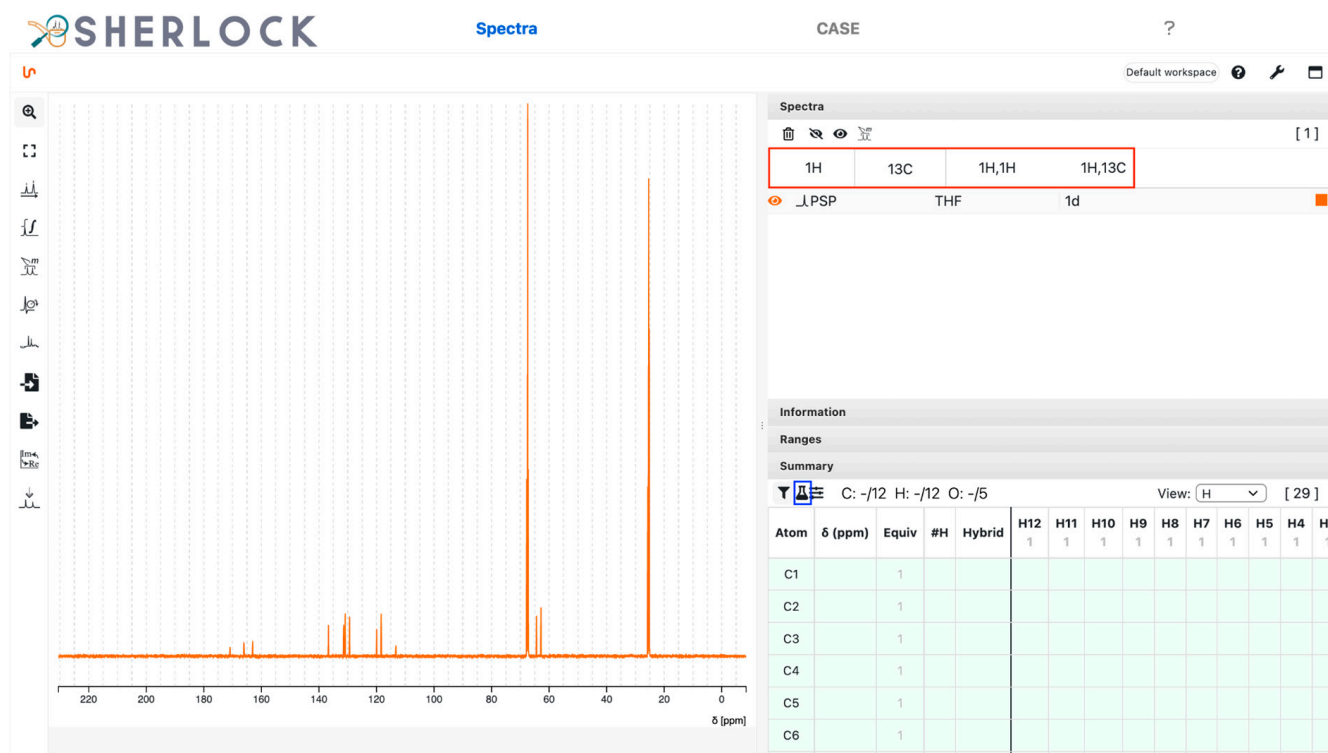 SHERLOCK
Spectra CASE ?
Default workspace
Spectra
[ 1 ]
1H 13C 1H,1H 1H,13C
PSP THF 1d
Information
Ranges
Summary
C: -/12 H: -/12 O: -/5 View: H [ 29 ]
Atom δ (ppm) Equiv #H Hybrid H12 H11 H10 H9 H8 H7 H6 H5 H4 H
1 1 1 1 1 1 1 1 1
C1 1
C2 1
C3 1
C4 1
C5 1
C6 1
220 200 180 160 140 120 100 80 60 40 20 0
δ [ppm]